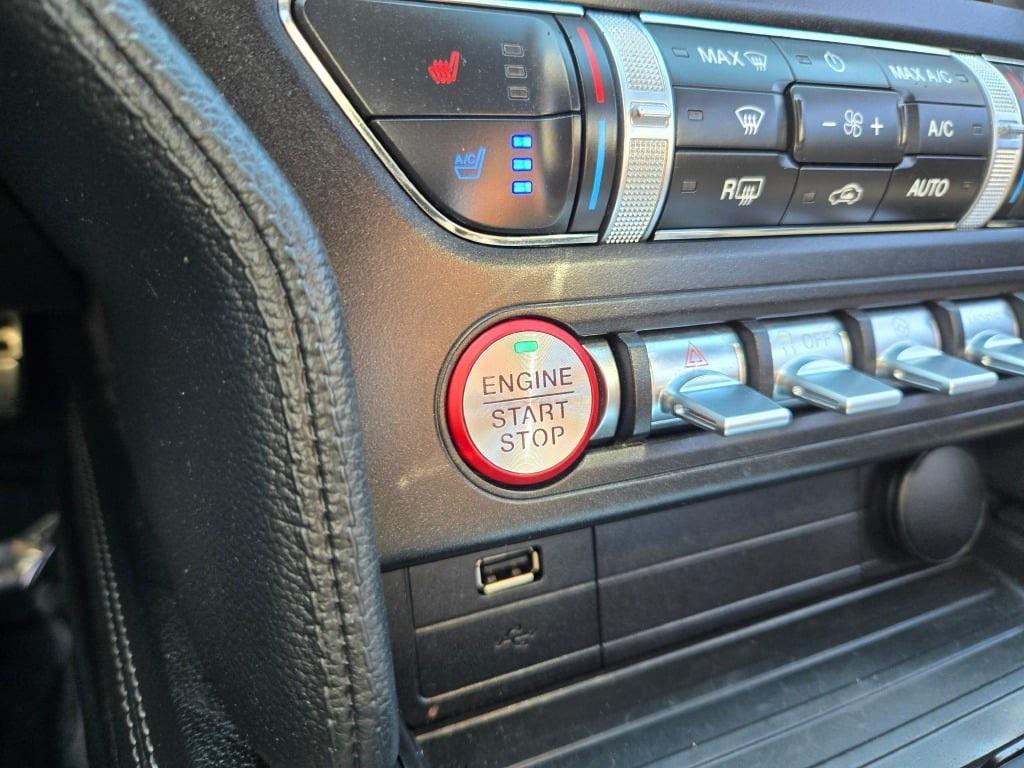 MAX
MAX A/C
- +
A/C
A/C
R
AUTO
ENGINE
START
STOP
OFF